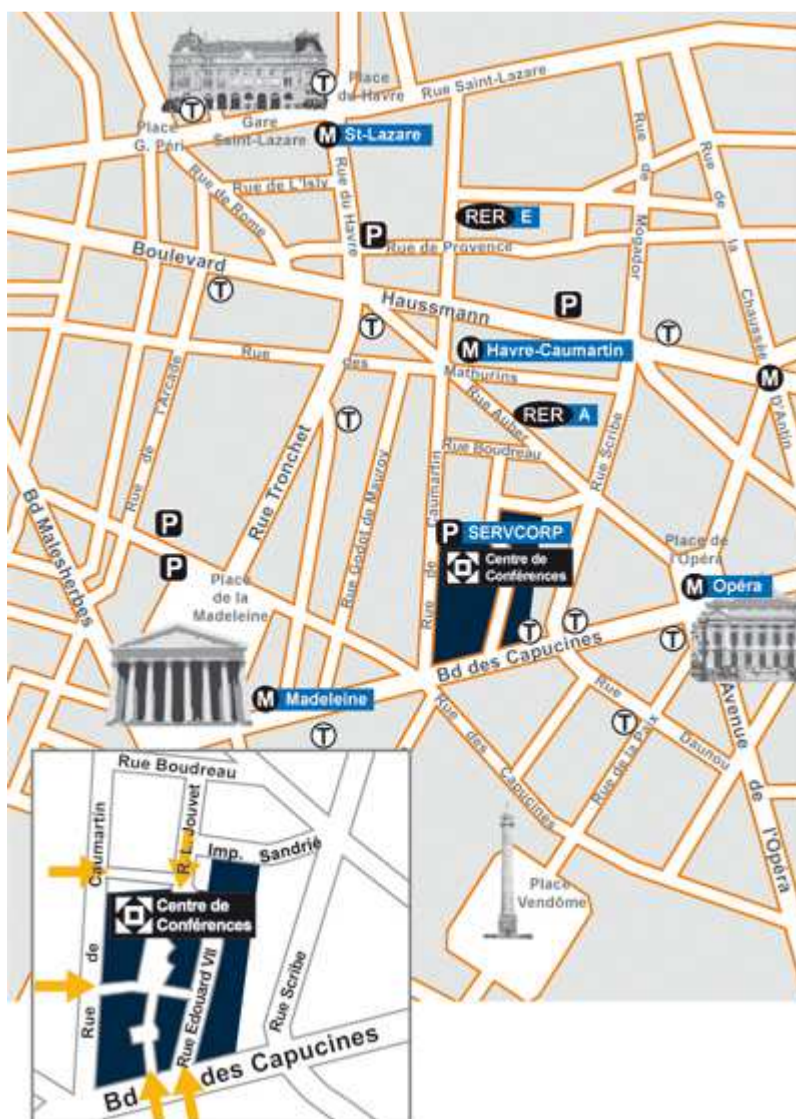 T
Place
du Havre
Rue Saint-Lazare
T
Place
G. Péri
Gare
Saint-Lazare
M St-Lazare
Rue de Rome
Rue de L'Isly
Rue du Havre
Rue de Mogador
Rue de la Chaussée D'Antin
RER E
P
Rue de Provence
Boulevard Haussmann
T
P
T
T
M Havre-Caumartin
M
Rue des Mathurins
Rue de l'Arcade
RER A
Rue Auber
T
Rue Tronchet
Rue Boudreau
Rue Scribe
Rue Godot de Mauroy
Rue de Caumartin
Bd Malesherbes
P
P
P SERVCORP
Centre de
Conférences
Place de
l'Opéra
M Opéra
Place
de la
Madeleine
T
T
T
Bd des Capucines
M Madeleine
T
T
Rue des Capucines
Rue de la Paix
Rue Daunou
Avenue de l'Opéra
Place
Vendôme
Rue Boudreau
R. L. Jouvet
Imp. Sandrié
Rue de Caumartin
Centre de
Conférences
Rue Edouard VII
Rue Scribe
Bd des Capucines